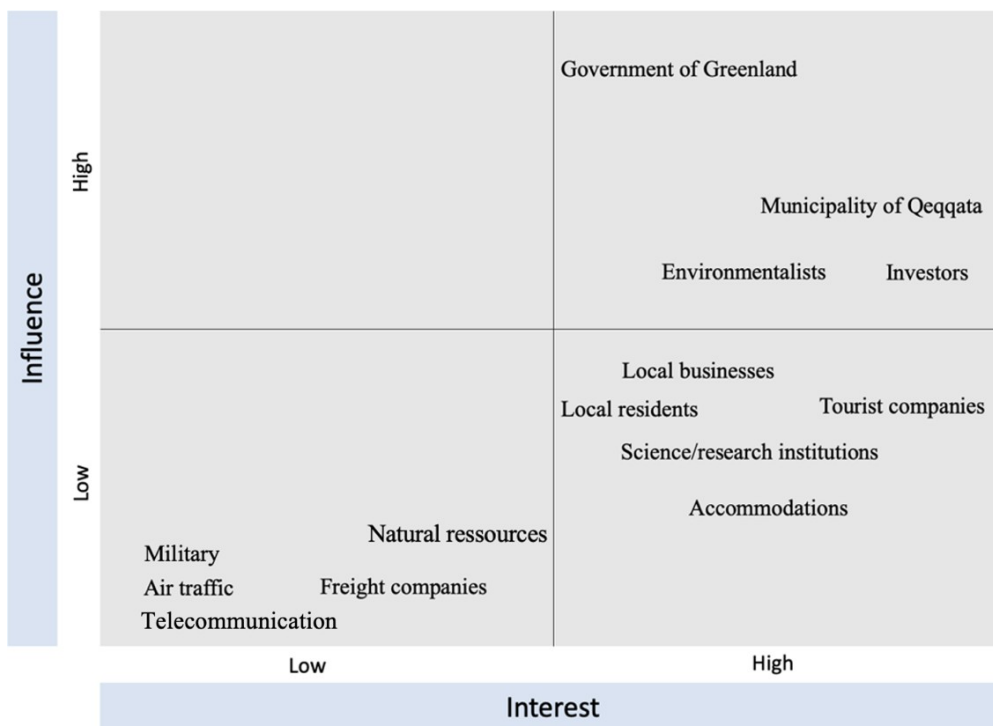 Government of Greenland
High
Municipality of Qeqqata
Environmentalists
Investors
Influence
Local businesses
Local residents
Tourist companies
Science/research institutions
Low
Accommodations
Natural ressources
Military
Air traffic
Freight companies
Telecommunication
Low
High
Interest